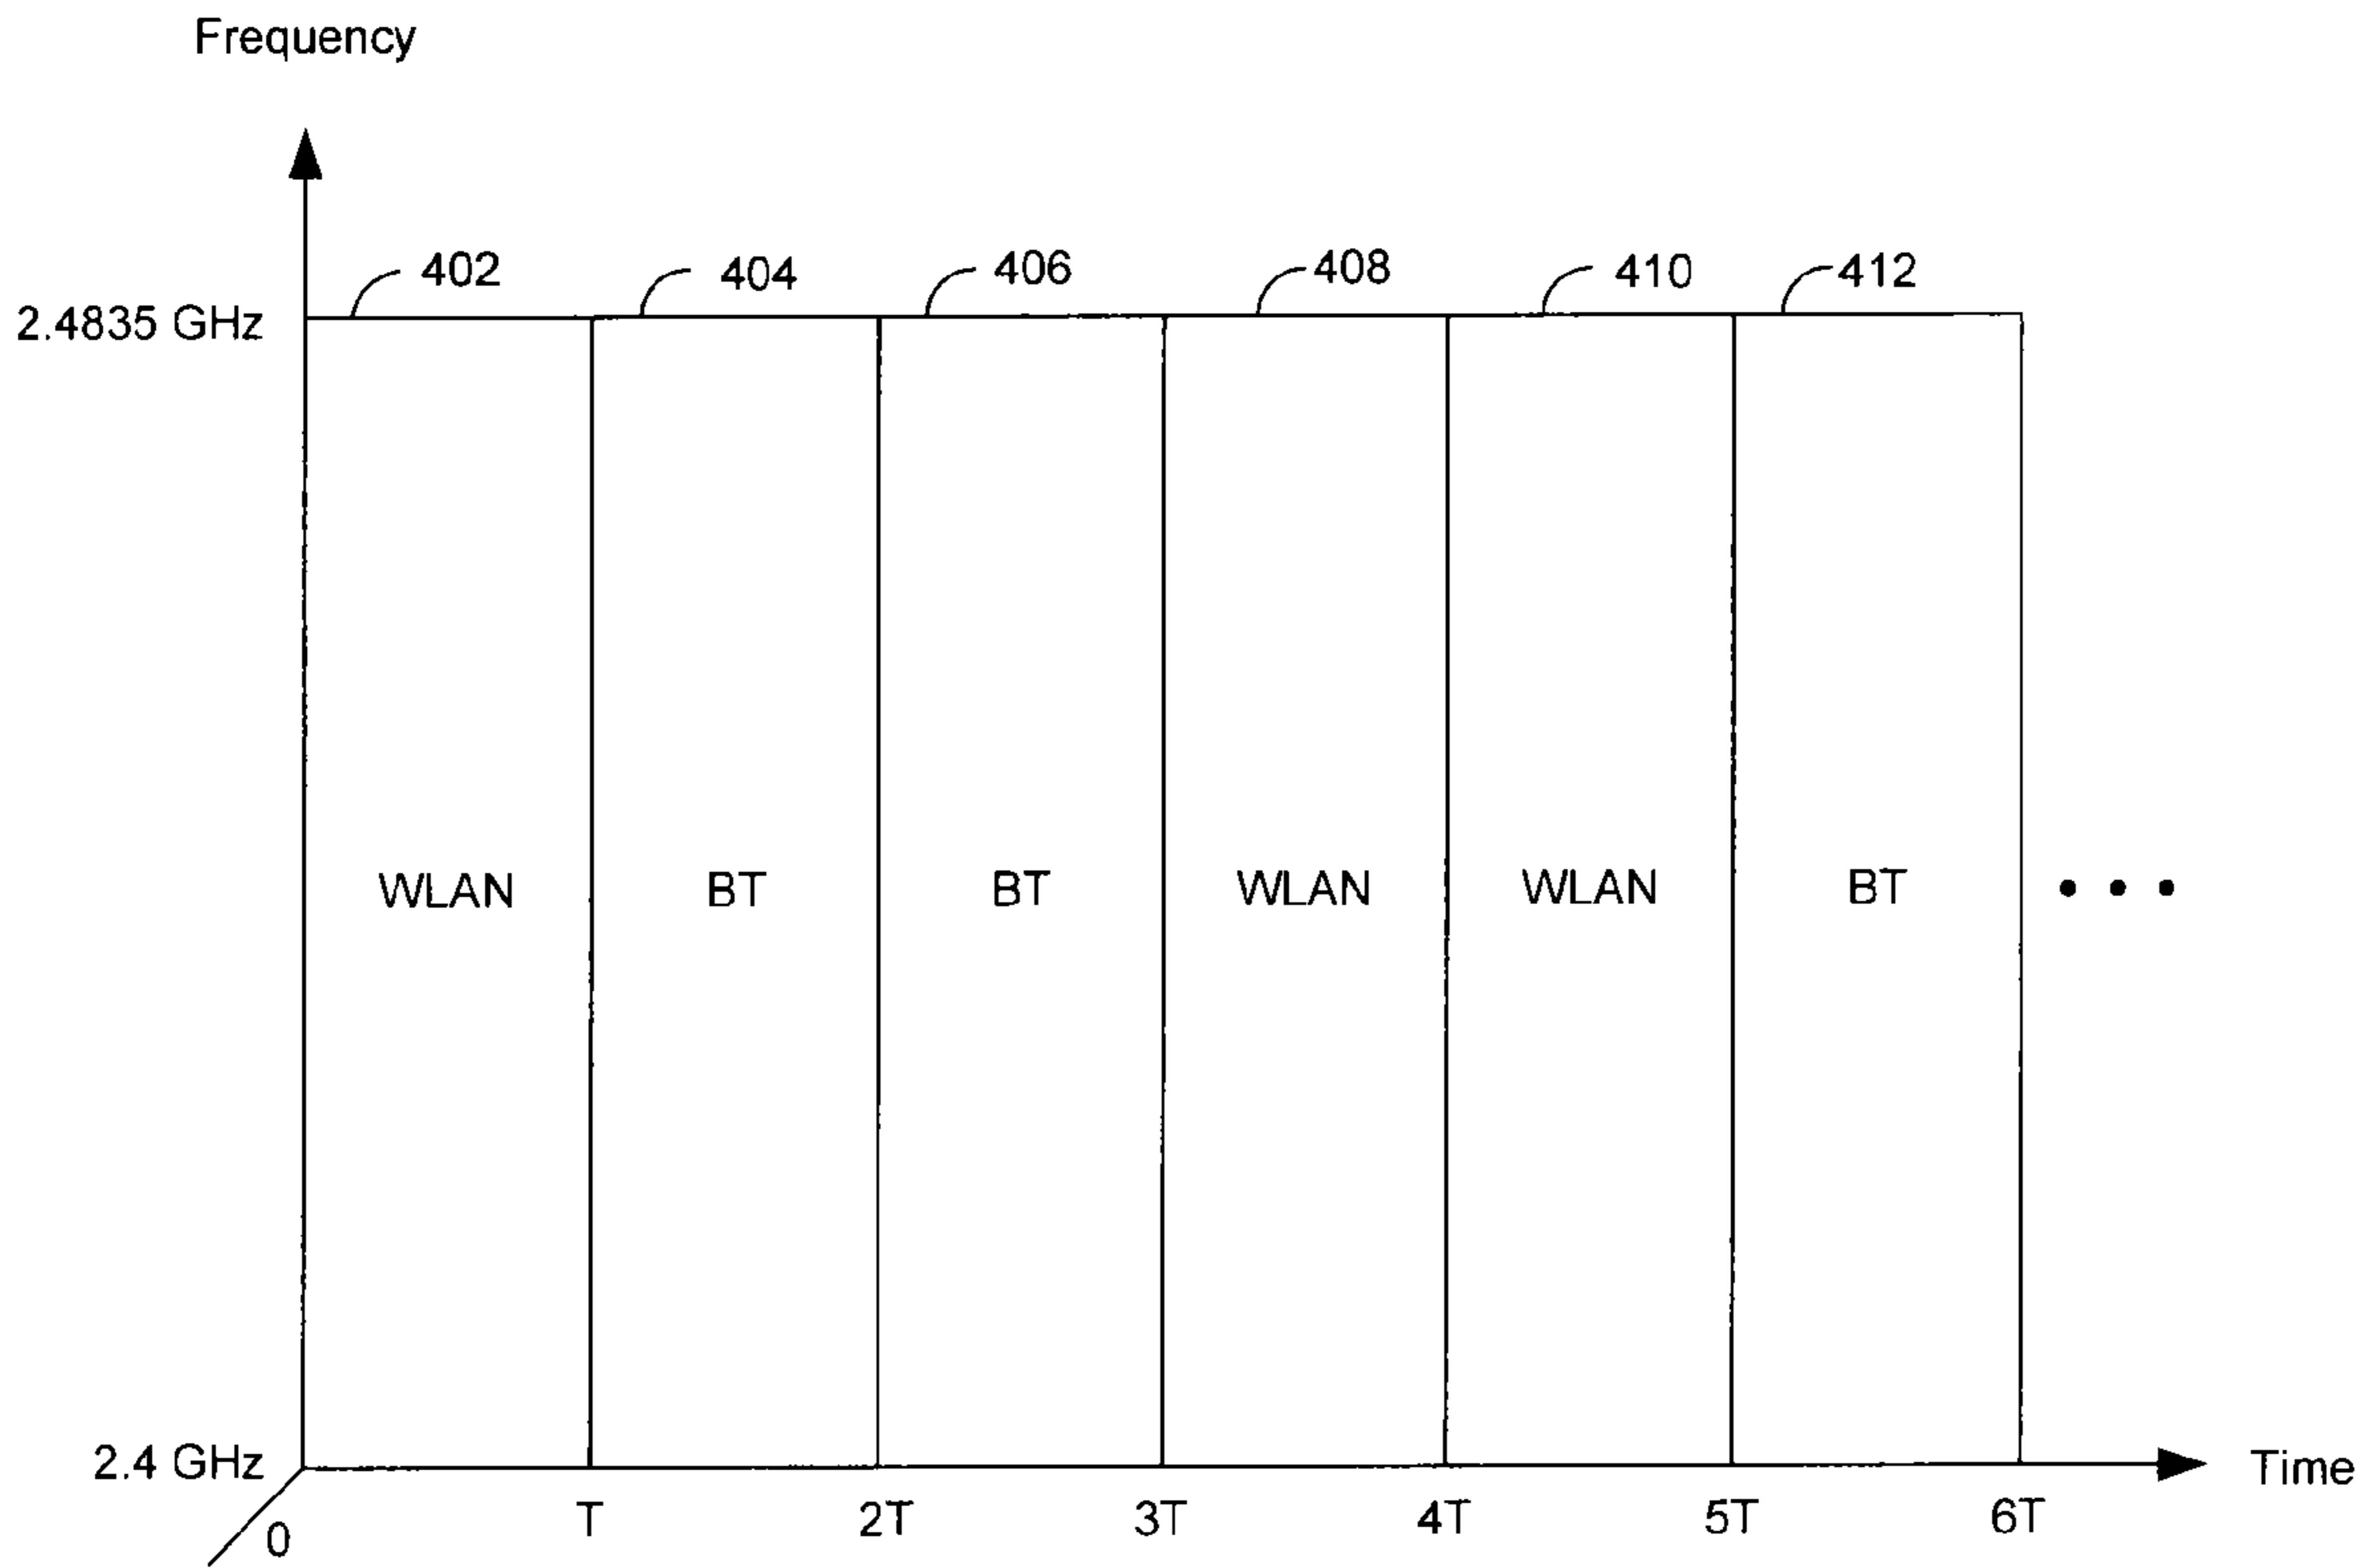 Frequency
402 404 406 408 410 412
2.4835 GHz
WLAN BT BT WLAN WLAN BT
2.4 GHz
Time
0 T 2T 3T 4T 5T 6T